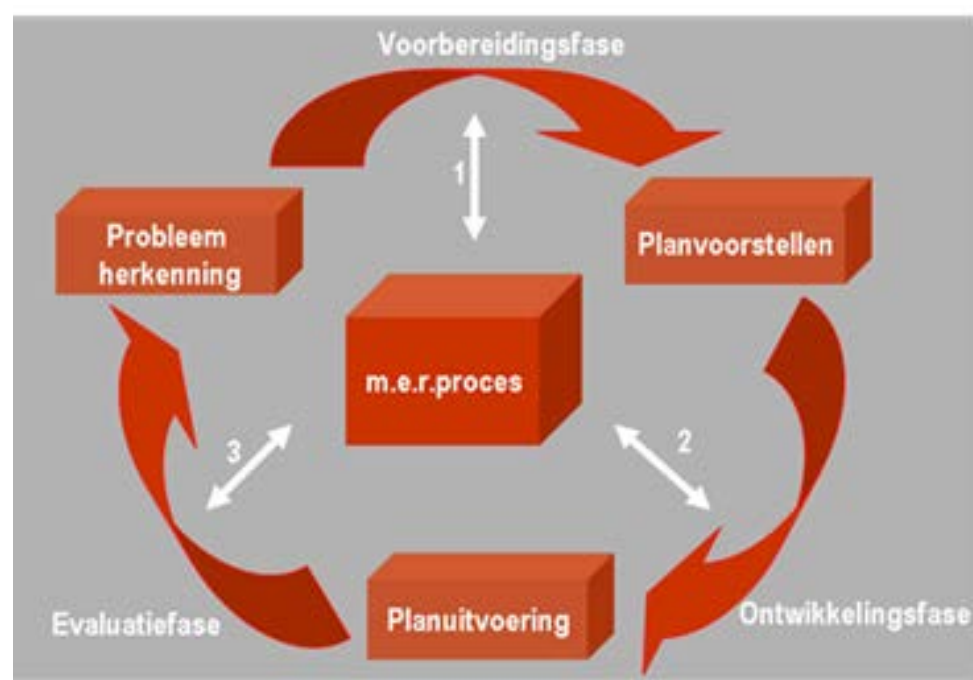 Voorbereidingsfase
1
Probleem
herkenning
Planvoorstellen
m.e.r.proces
3
2
Evaluatiefase
Planuitvoering
Ontwikkelingsfase